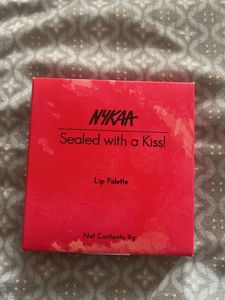 NYKAA
Sealed with a Kiss!
Lip Palette
Net Contents 9g